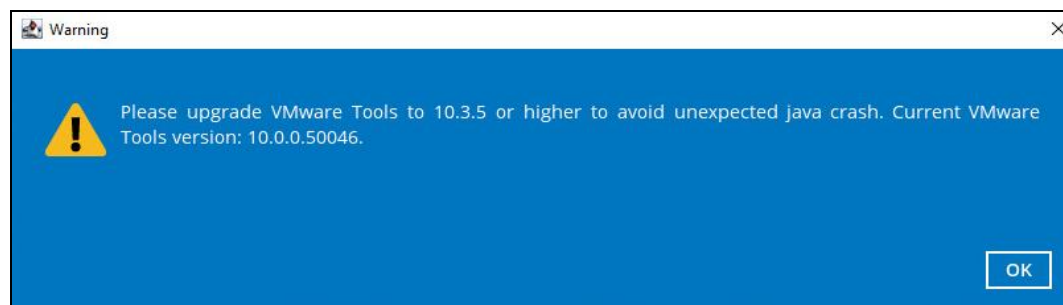 Warning
Please upgrade VMware Tools to 10.3.5 or higher to avoid unexpected java crash. Current VMware
Tools version: 10.0.0.50046.
OK